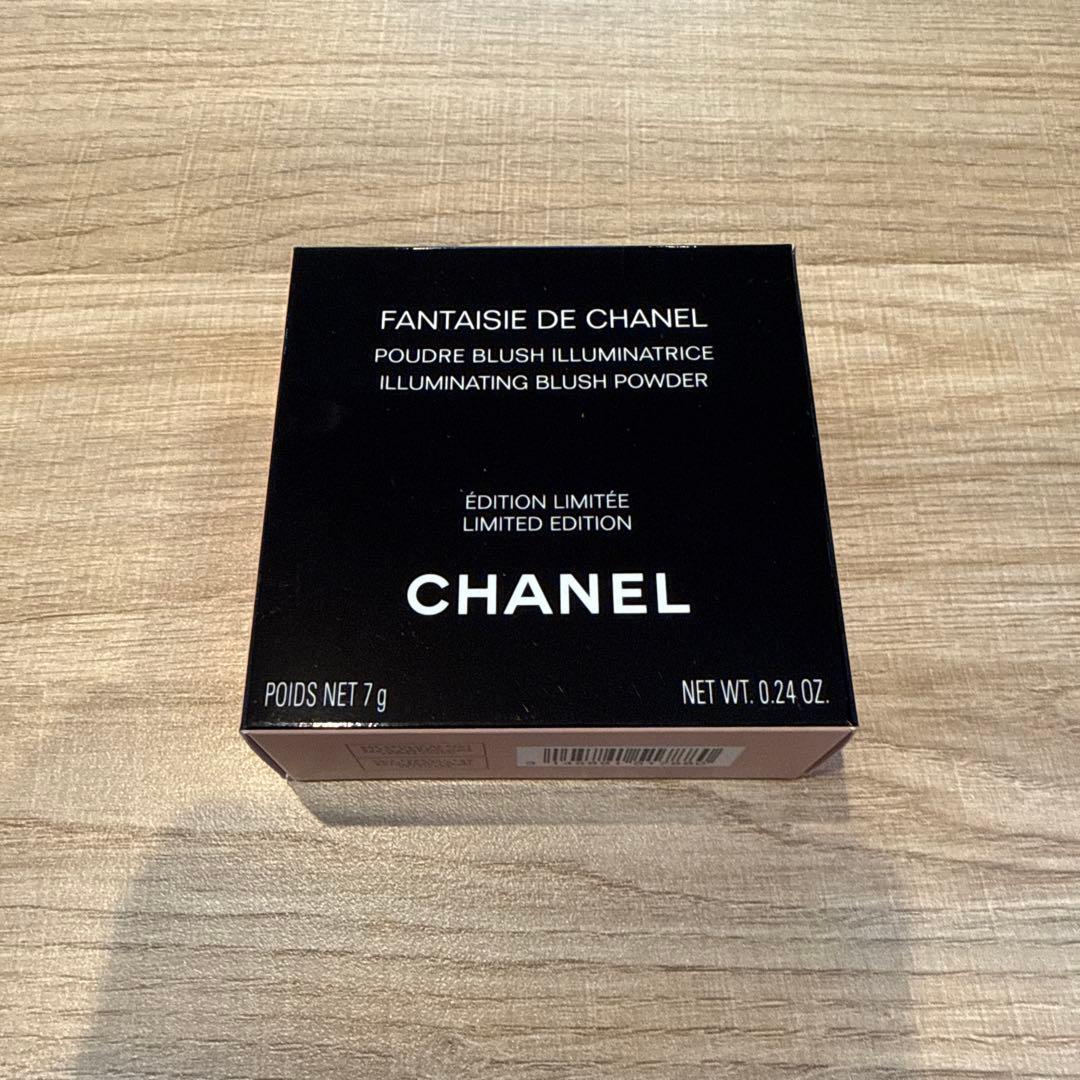 FANTAISIE DE CHANEL
POUDRE BLUSH ILLUMINATRICE
ILLUMINATING BLUSH POWDER
ÉDITION LIMITÉE
LIMITED EDITION
CHANEL
POIDS NET 7 g
NET WT. 0.24 OZ.